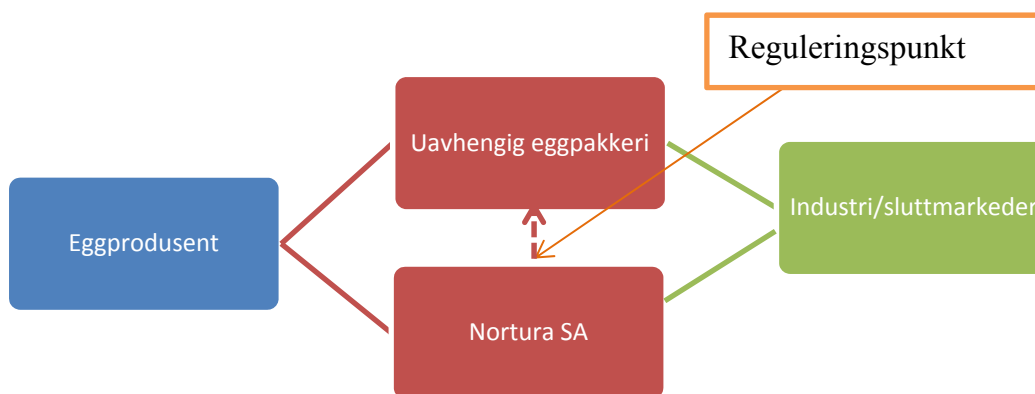 Reguleringspunkt
Uavhengig eggpakkeri
Eggprodusent
Industri/sluttmarkeder
Nortura SA